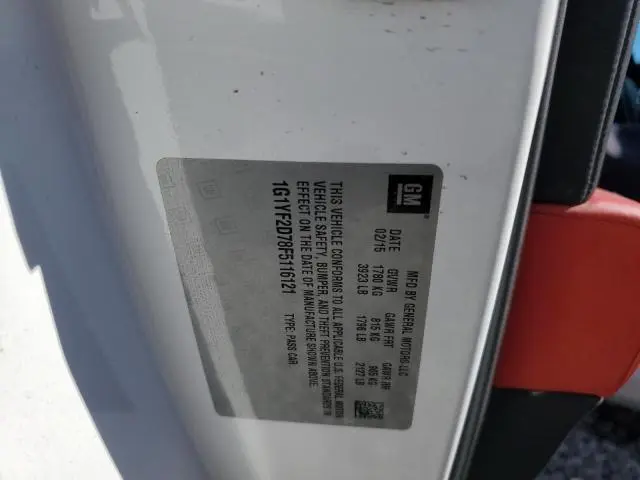 GM
MFD BY GENERAL MOTORS LLC
DATE GVWR GAWR FRT GAWR RR
02/15 1780 KG 815 KG 965 KG
3923 LB 1796 LB 2127 LB
THIS VEHICLE CONFORMS TO ALL APPLICABLE U.S. FEDERAL MOTOR
VEHICLE SAFETY, BUMPER, AND THEFT PREVENTION STANDARDS IN
EFFECT ON THE DATE OF MANUFACTURE SHOWN ABOVE.
1G1YF2D78F5116121 TYPE: PASS CAR